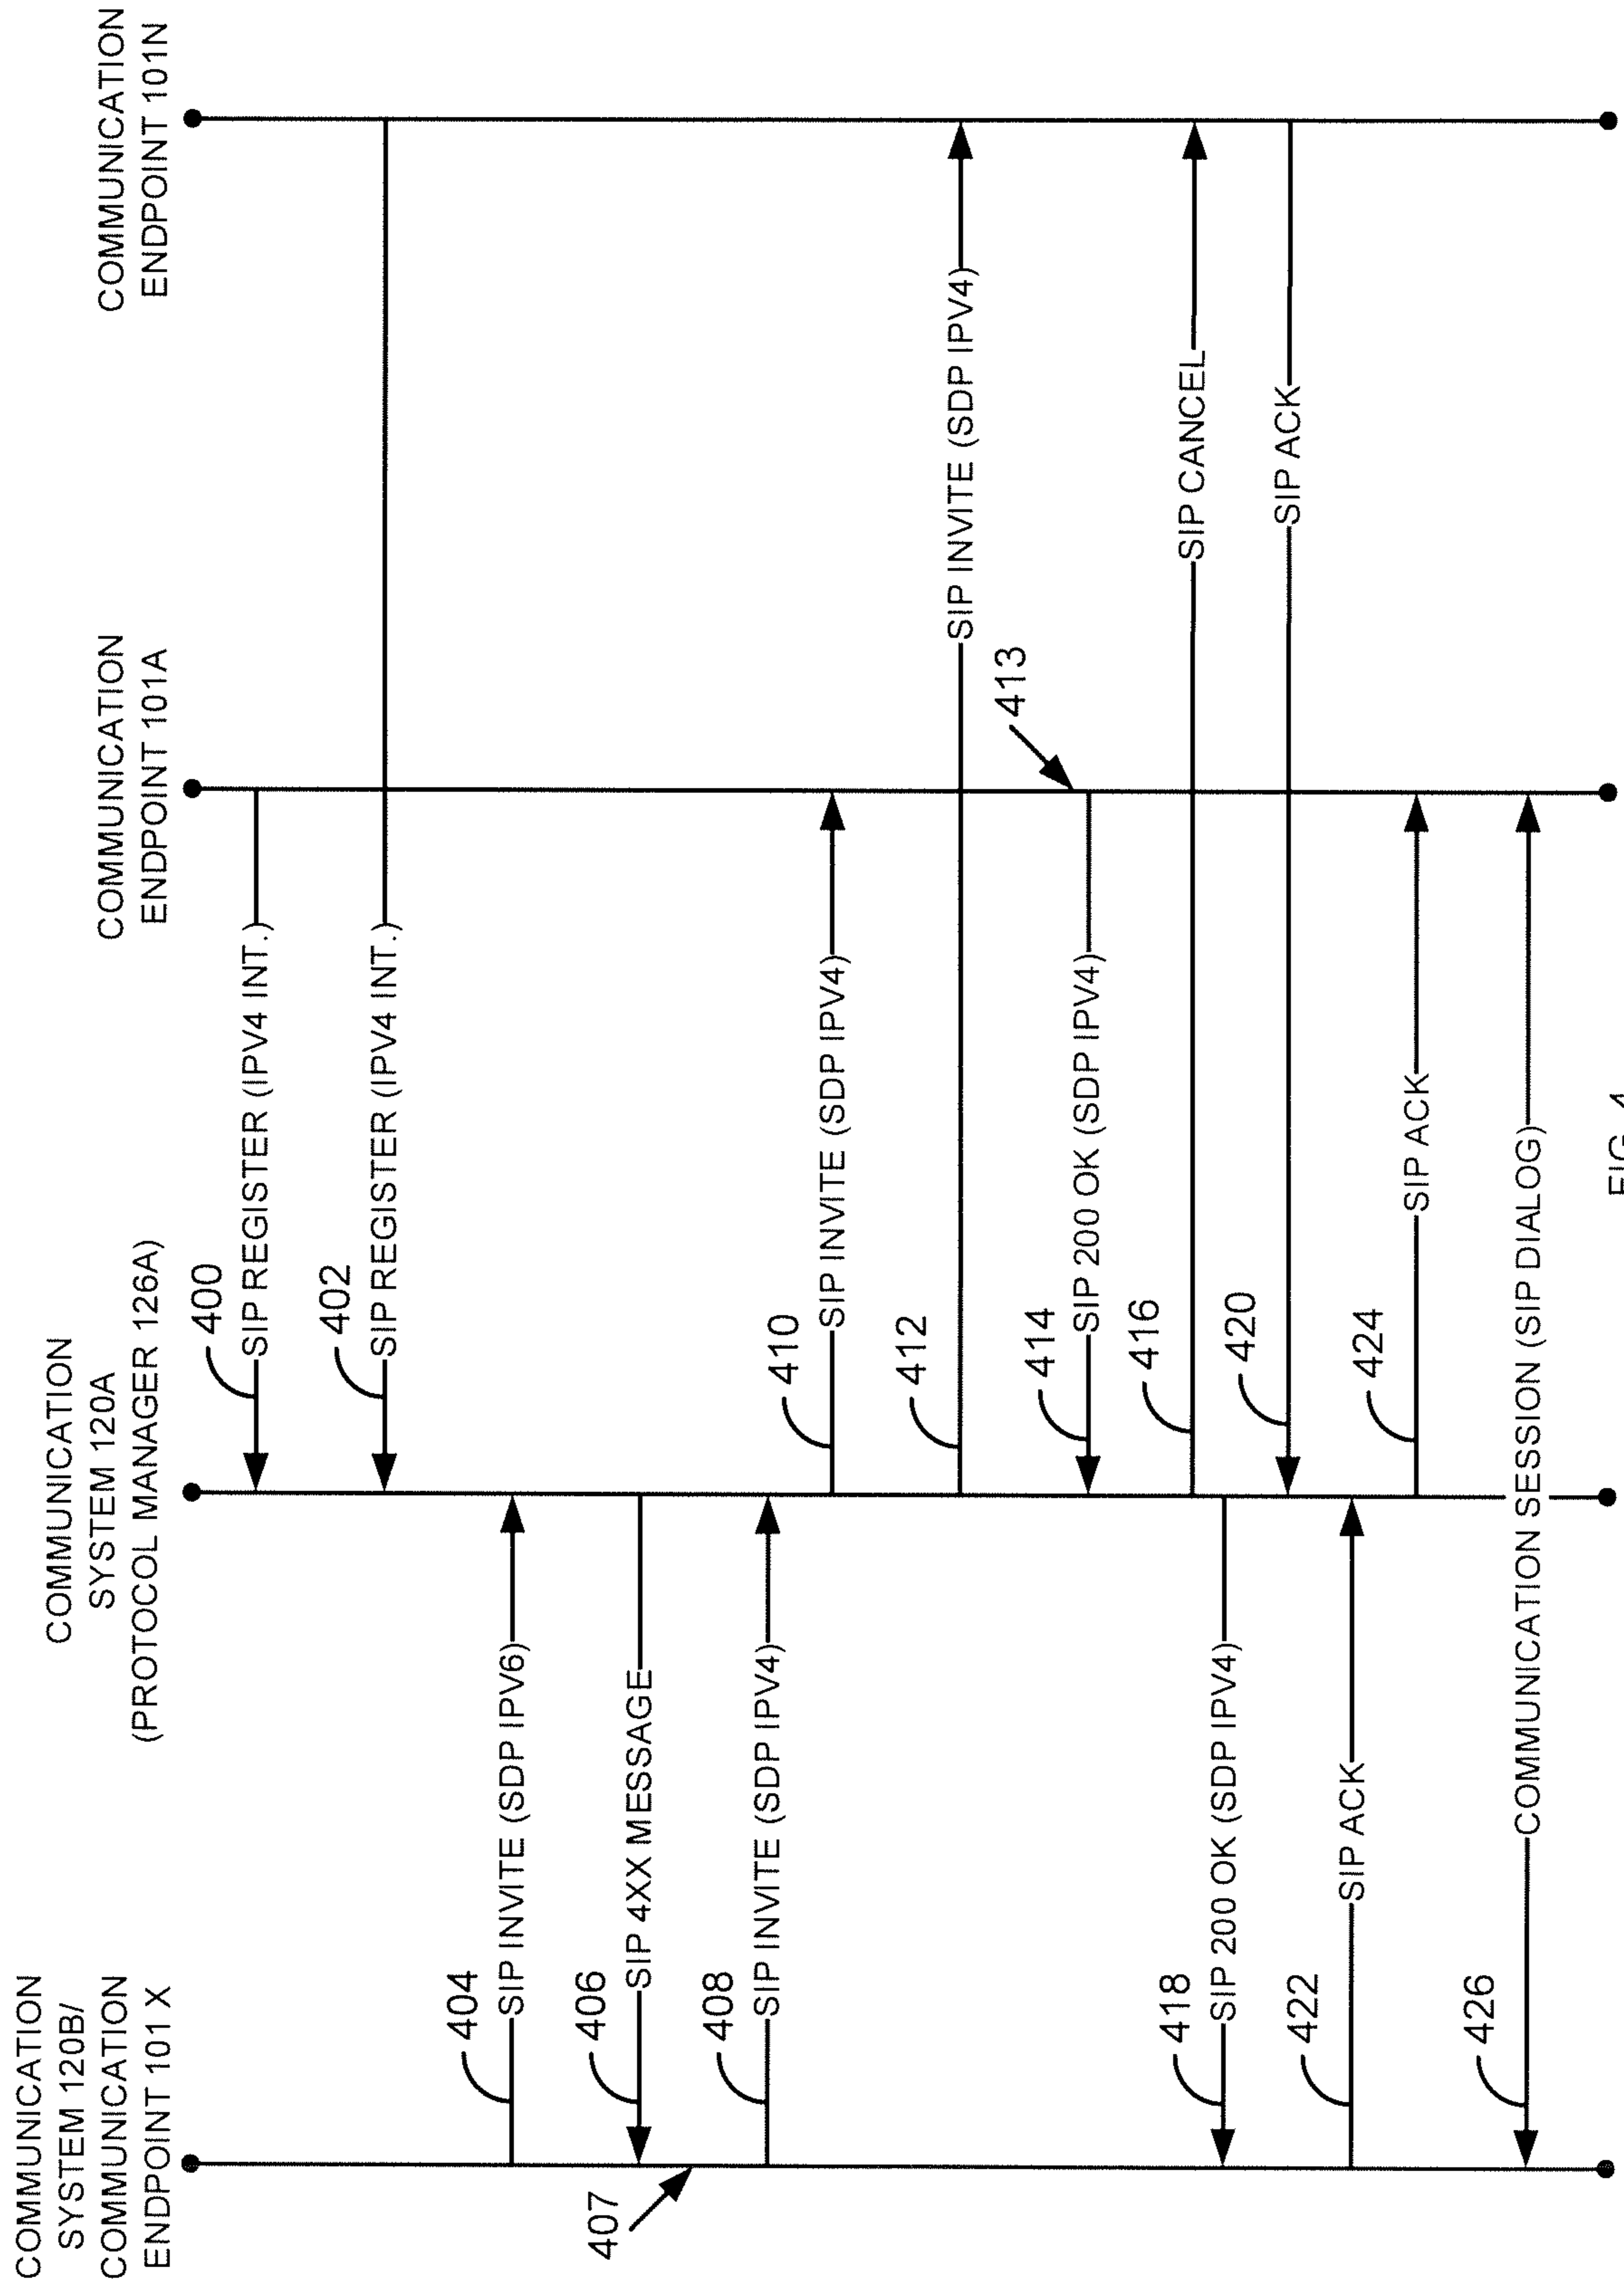 COMMUNICATION
SYSTEM 120B/
COMMUNICATION
ENDPOINT 101 X
COMMUNICATION
SYSTEM 120A
(PROTOCOL MANAGER 126A)
COMMUNICATION
ENDPOINT 101A
COMMUNICATION
ENDPOINT 101N
400
SIP REGISTER (IPV4 INT.)
402
SIP REGISTER (IPV4 INT.)
404
SIP INVITE (SDP IPV6)
406
SIP 4XX MESSAGE
407
408
SIP INVITE (SDP IPV4)
410
SIP INVITE (SDP IPV4)
412
SIP INVITE (SDP IPV4)
413
414
SIP 200 OK (SDP IPV4)
416
SIP CANCEL
418
SIP 200 OK (SDP IPV4)
420
SIP ACK
422
SIP ACK
424
SIP ACK
426
COMMUNICATION SESSION (SIP DIALOG)
FIG. 4